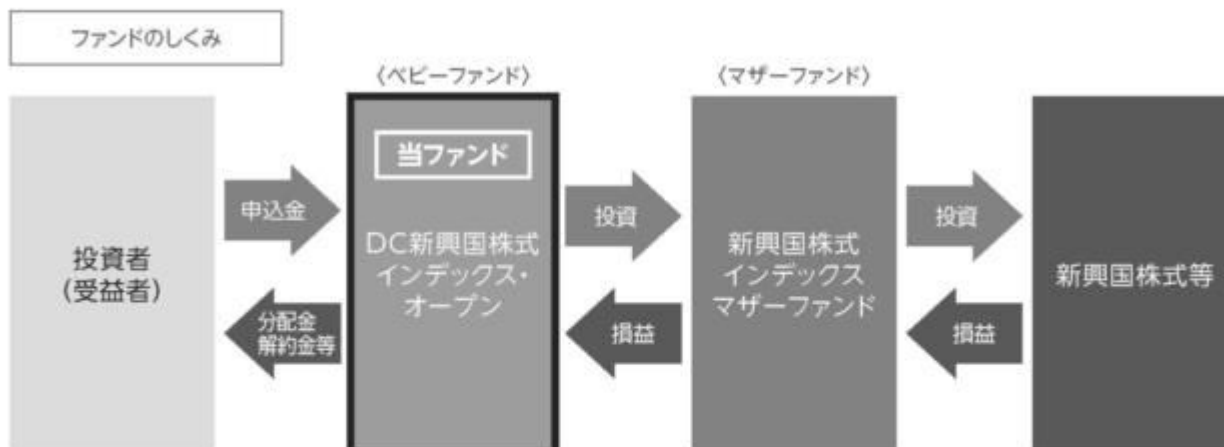 ファンドのしくみ
〈ベビーファンド〉
〈マザーファンド〉
投資者
(受益者)
申込金
分配金
解約金等
当ファンド
DC新興国株式
インデックス・
オープン
投資
損益
新興国株式
インデックス
マザーファンド
投資
損益
新興国株式等